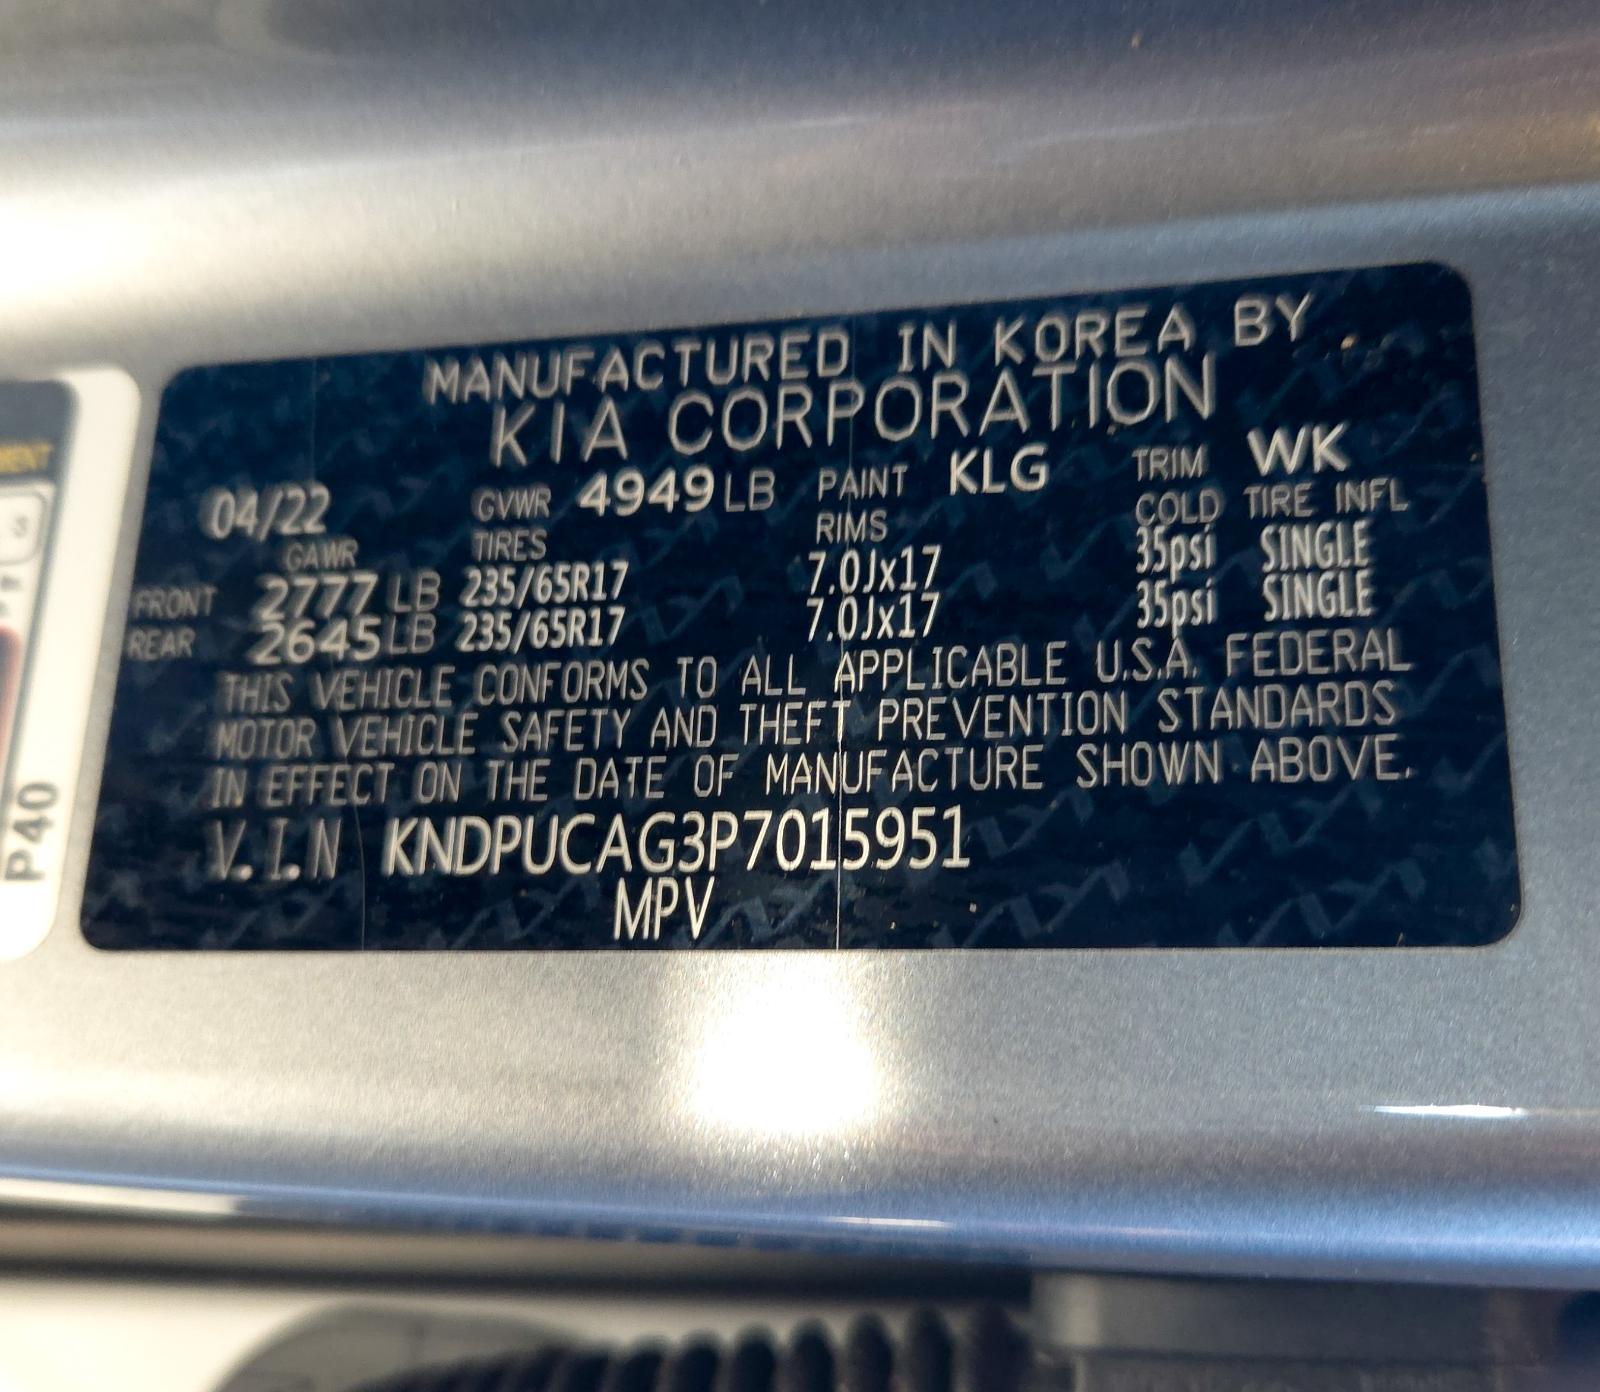 MANUFACTURED IN KOREA BY
KIA CORPORATION
04/22 GVWR 4949 LB PAINT KLG TRIM WK
GAWR TIRES RIMS COLD TIRE INFL
FRONT 2777 LB 235/65R17 7.0Jx17 35psi SINGLE
REAR 2645 LB 235/65R17 7.0Jx17 35psi SINGLE
THIS VEHICLE CONFORMS TO ALL APPLICABLE U.S.A. FEDERAL
MOTOR VEHICLE SAFETY AND THEFT PREVENTION STANDARDS
IN EFFECT ON THE DATE OF MANUFACTURE SHOWN ABOVE.
V.I.N KNDPUCAG3P7015951
MPV
P40